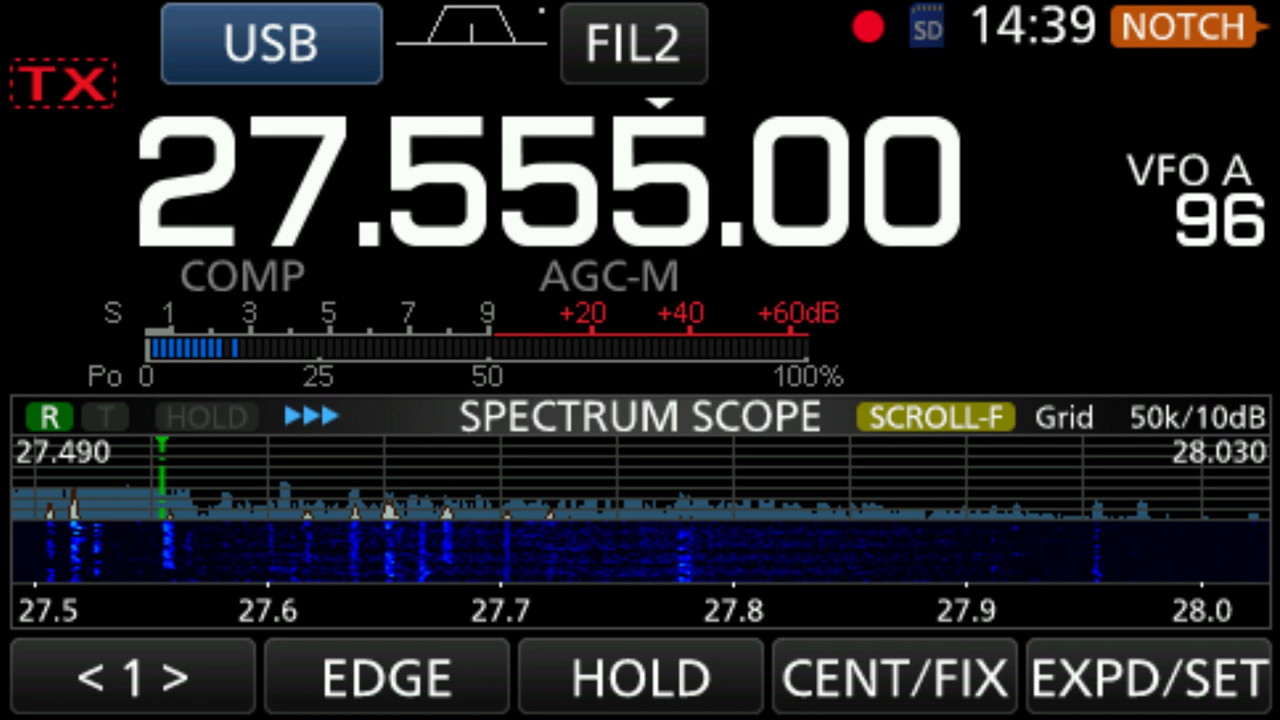 USB FIL2 SD 14:39 NOTCH
TX
27.555.00
VFO A
96
COMP AGC-M
S 1 3 5 7 9 +20 +40 +60dB
Po 0 25 50 100%
R T HOLD SPECTRUM SCOPE SCROLL-F Grid 50k/10dB
27.490 28.030
27.5 27.6 27.7 27.8 27.9 28.0
< 1 > EDGE HOLD CENT/FIX EXPD/SET